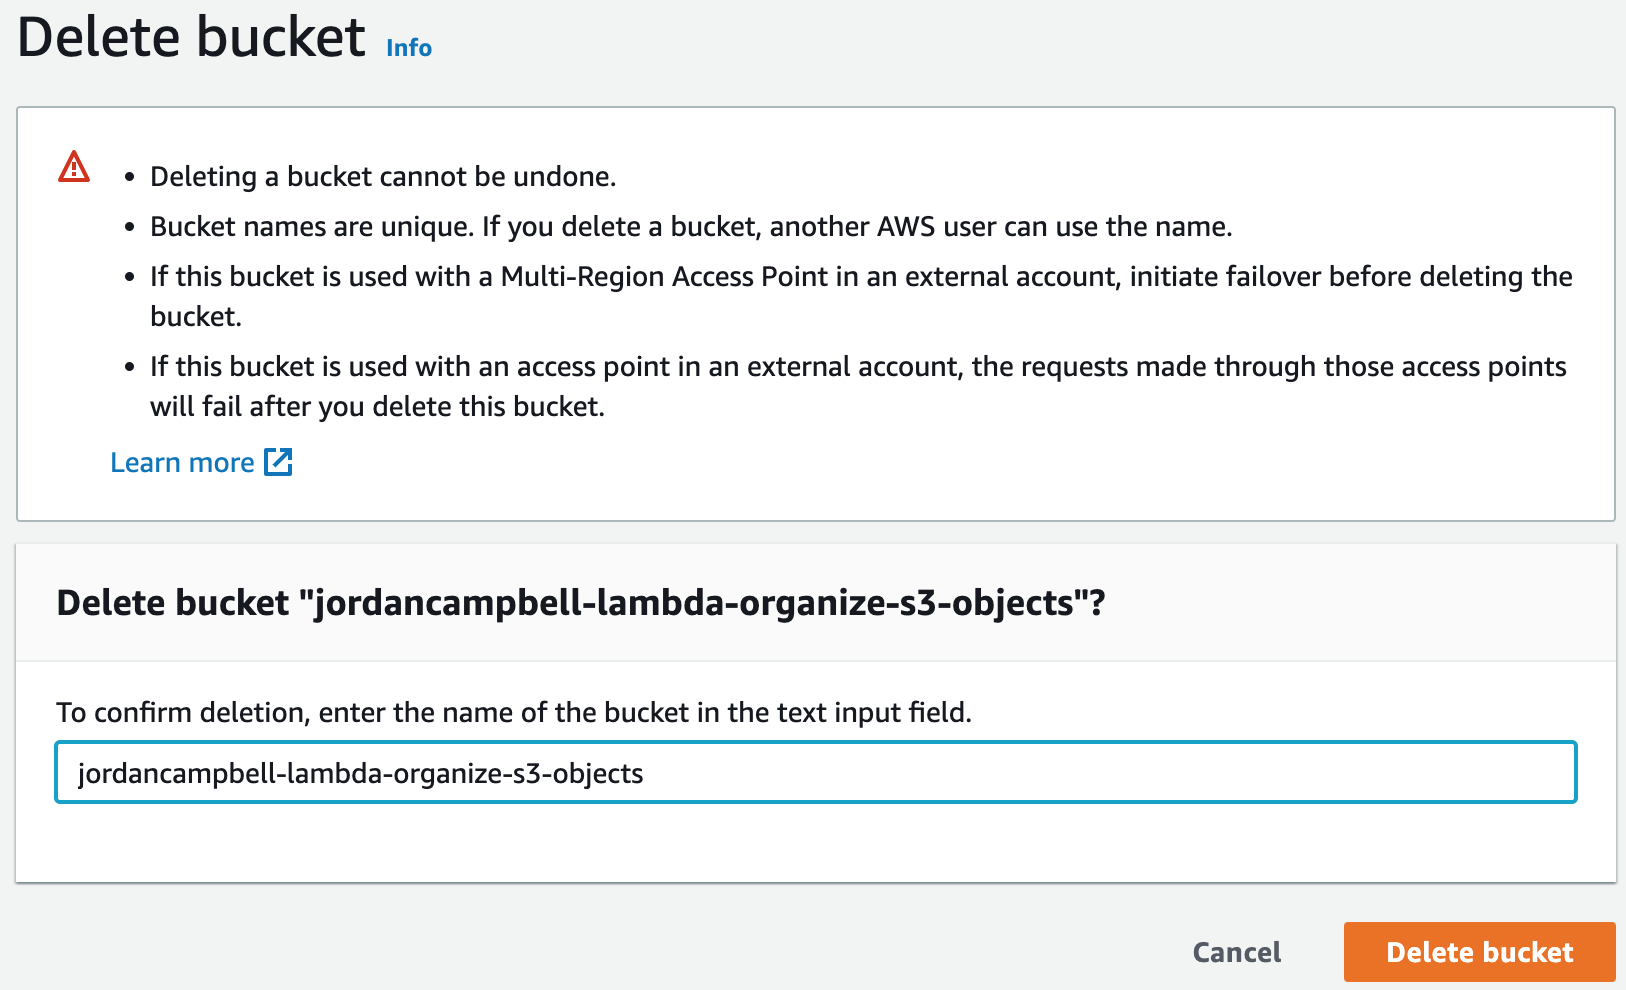 Delete bucket Info
• Deleting a bucket cannot be undone.
• Bucket names are unique. If you delete a bucket, another AWS user can use the name.
• If this bucket is used with a Multi-Region Access Point in an external account, initiate failover before deleting the
bucket.
• If this bucket is used with an access point in an external account, the requests made through those access points
will fail after you delete this bucket.
Learn more
Delete bucket "jordancampbell-lambda-organize-s3-objects"?
To confirm deletion, enter the name of the bucket in the text input field.
jordancampbell-lambda-organize-s3-objects
Cancel
Delete bucket